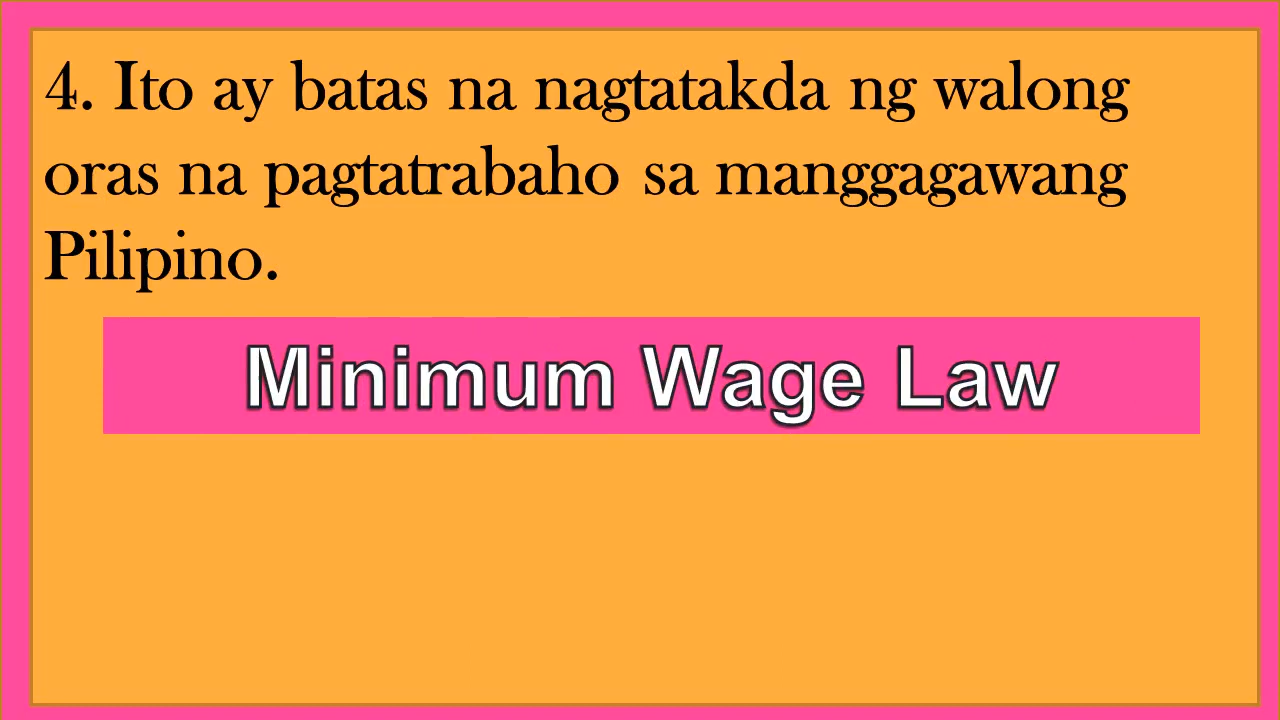 4. Ito ay batas na nagtatakda ng walong
oras na pagtatrabaho sa manggagawang
Pilipino.
Minimum Wage Law